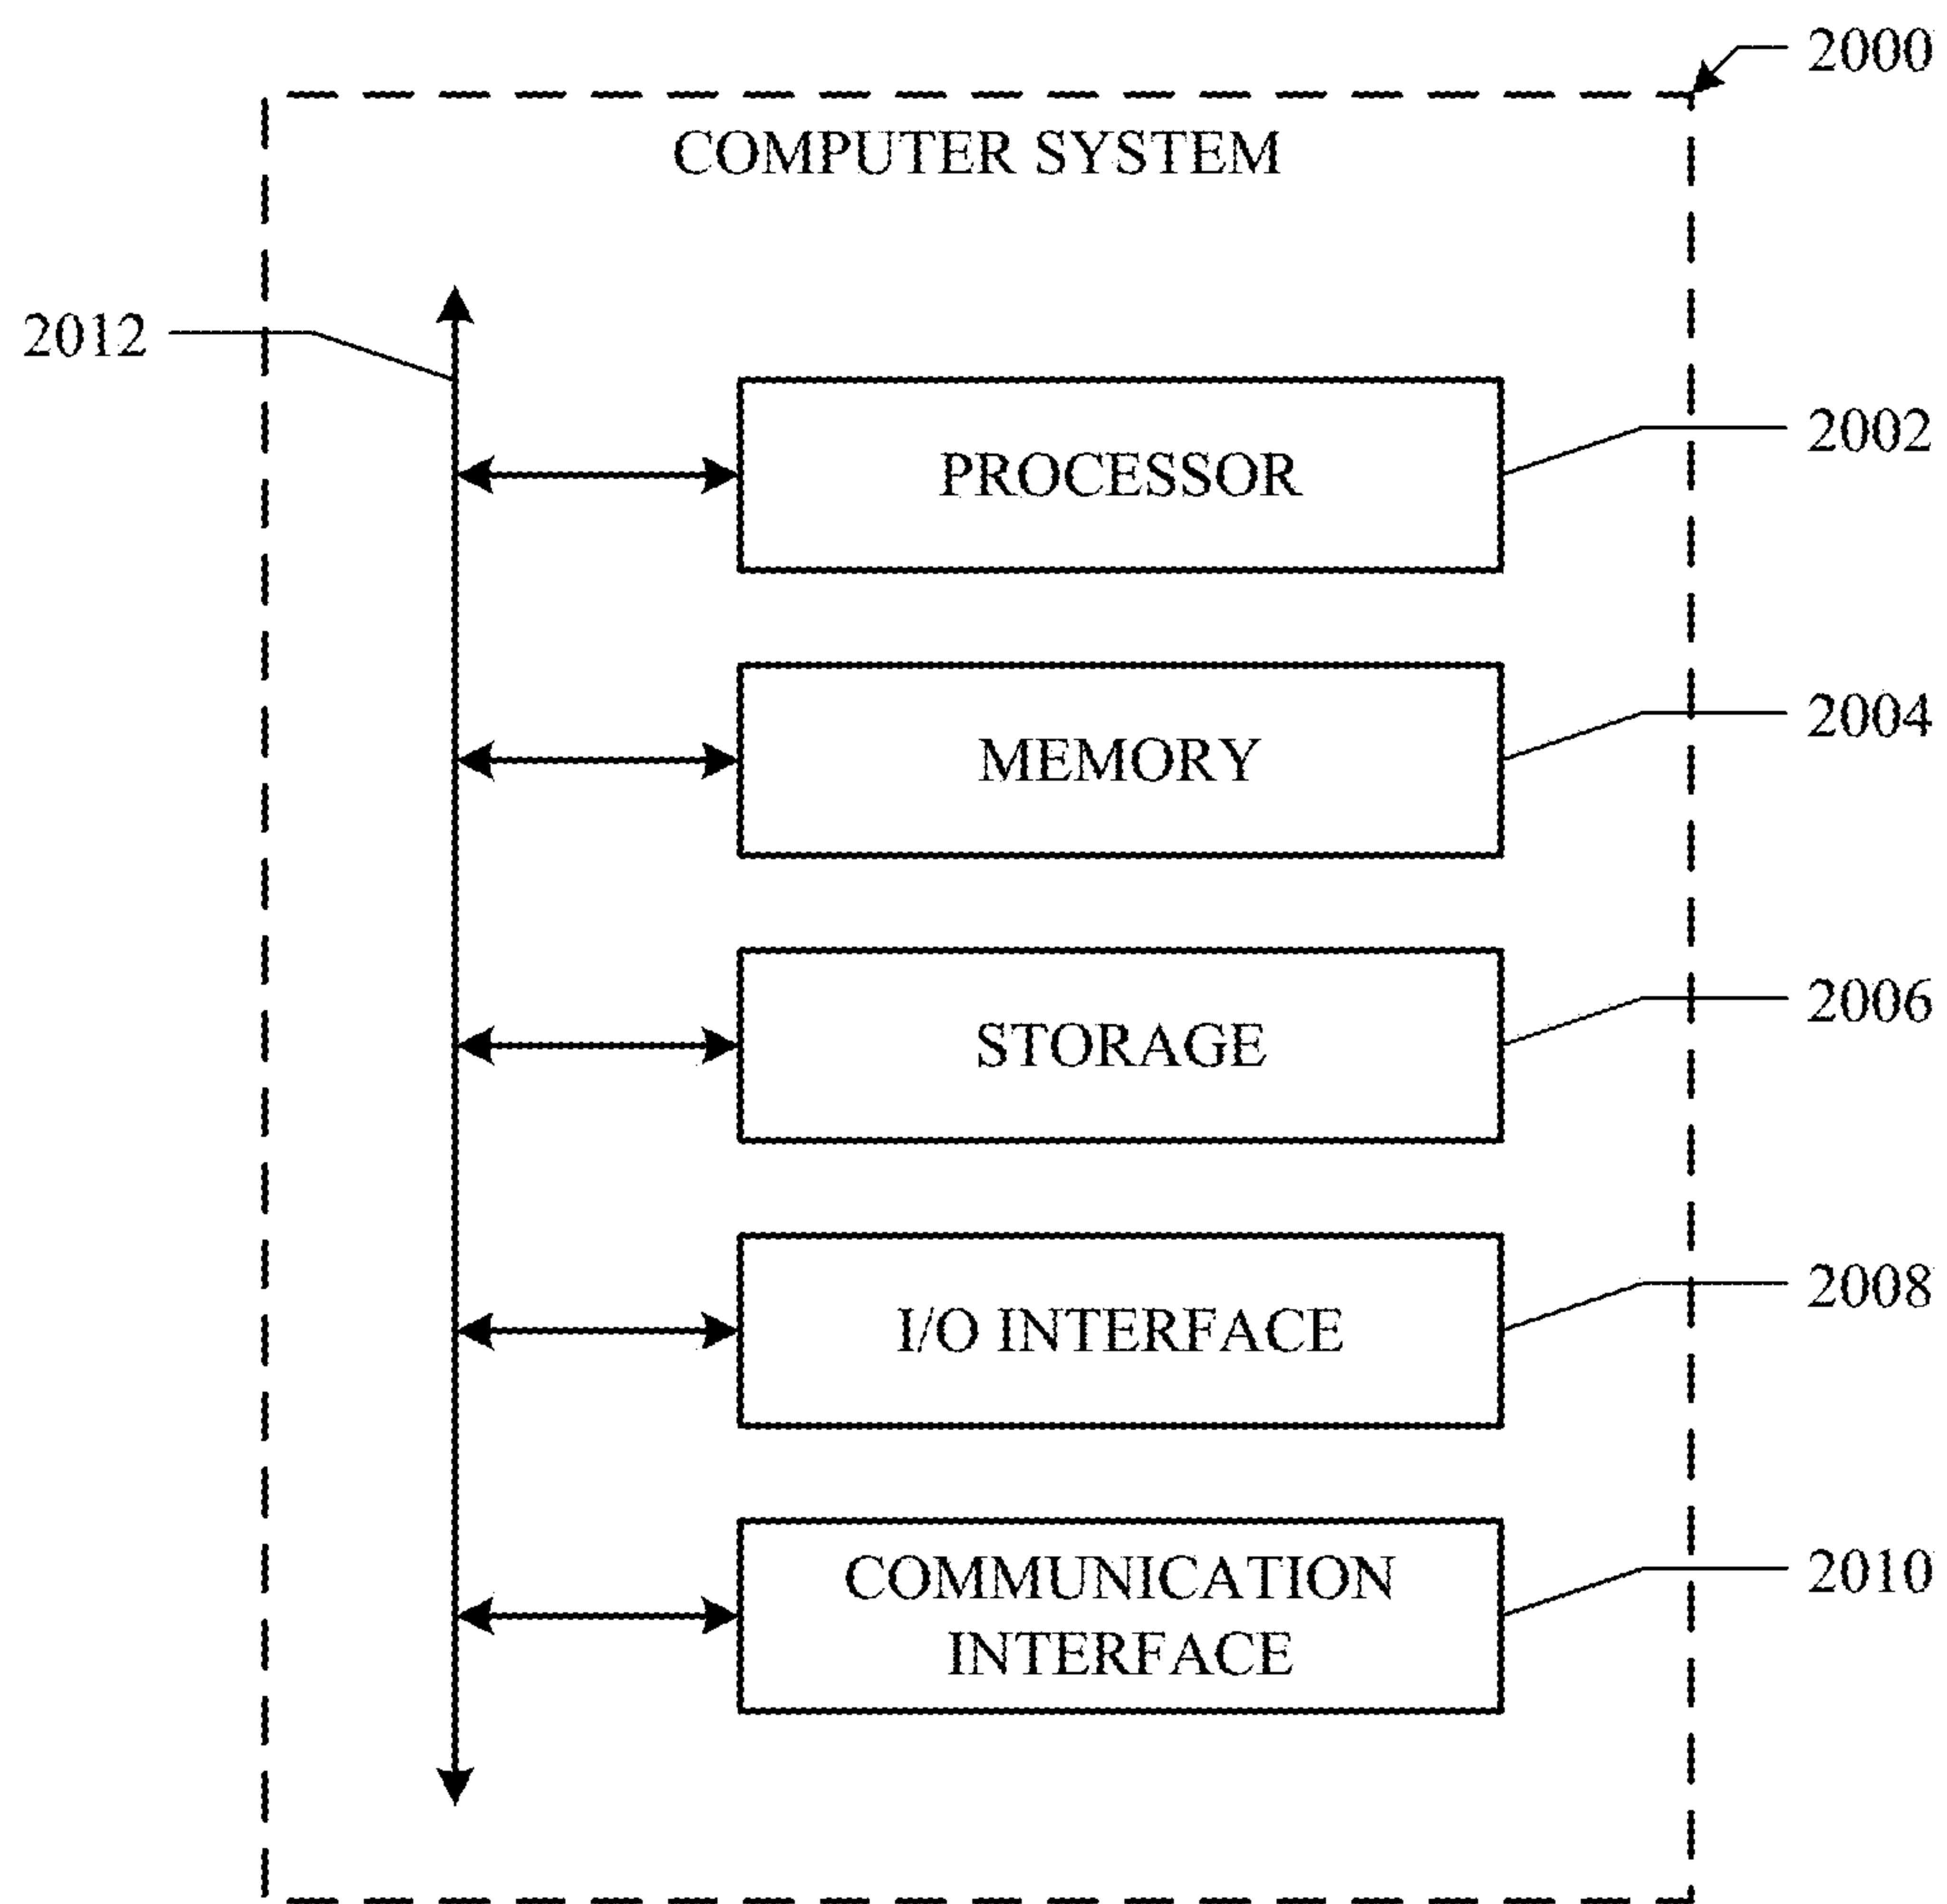 2000
COMPUTER SYSTEM
2012
PROCESSOR
2002
MEMORY
2004
STORAGE
2006
I/O INTERFACE
2008
COMMUNICATION
INTERFACE
2010